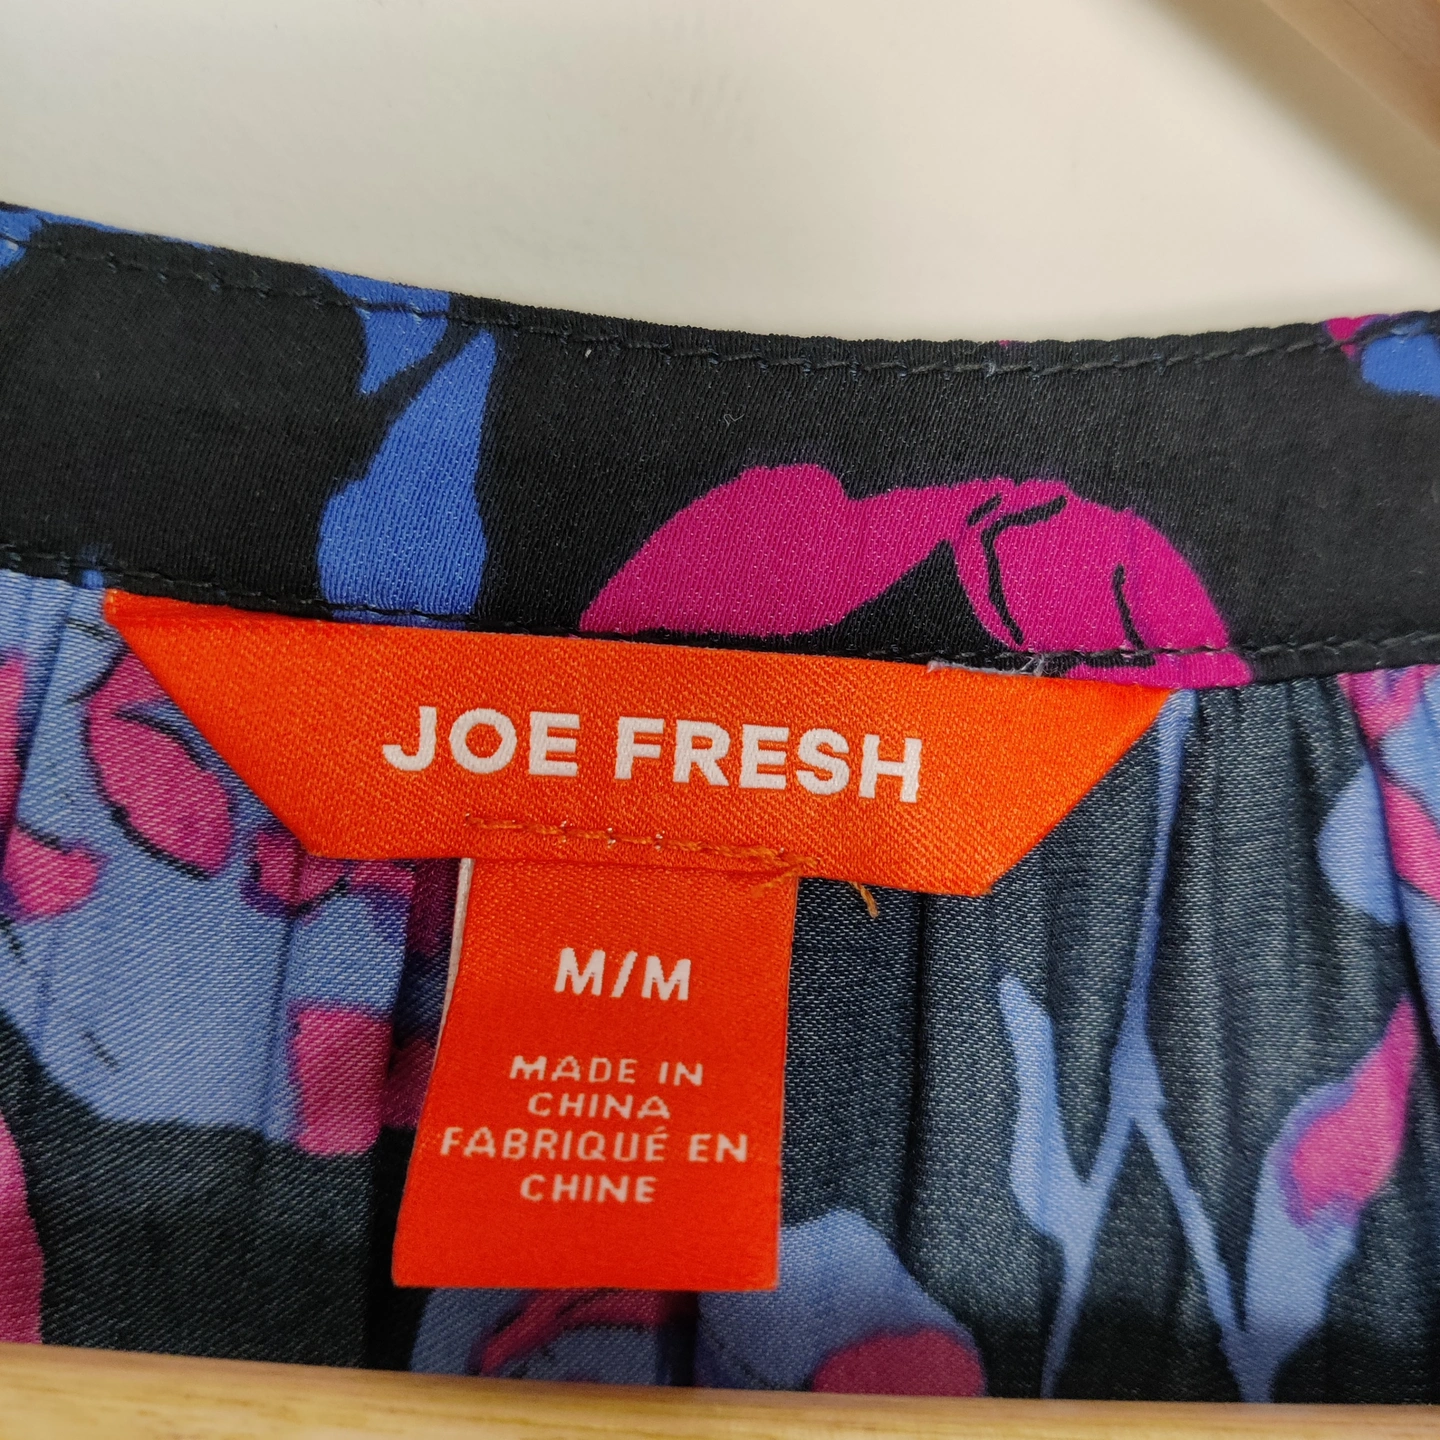 JOE FRESH
M/M
MADE IN
CHINA
FABRIQUÉ EN
CHINE